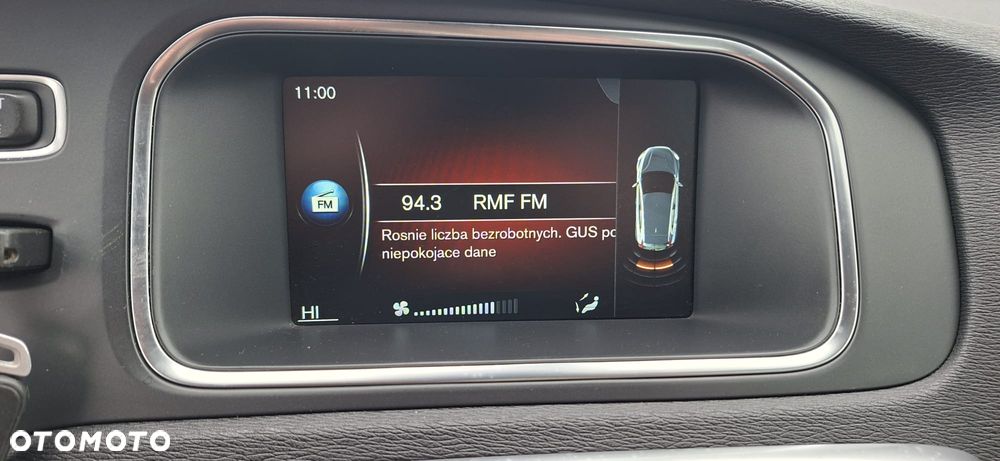 11:00
FM
94.3 RMF FM
Rosnie liczba bezrobotnych. GUS po
niepokojace dane
HI
OTOMOTO